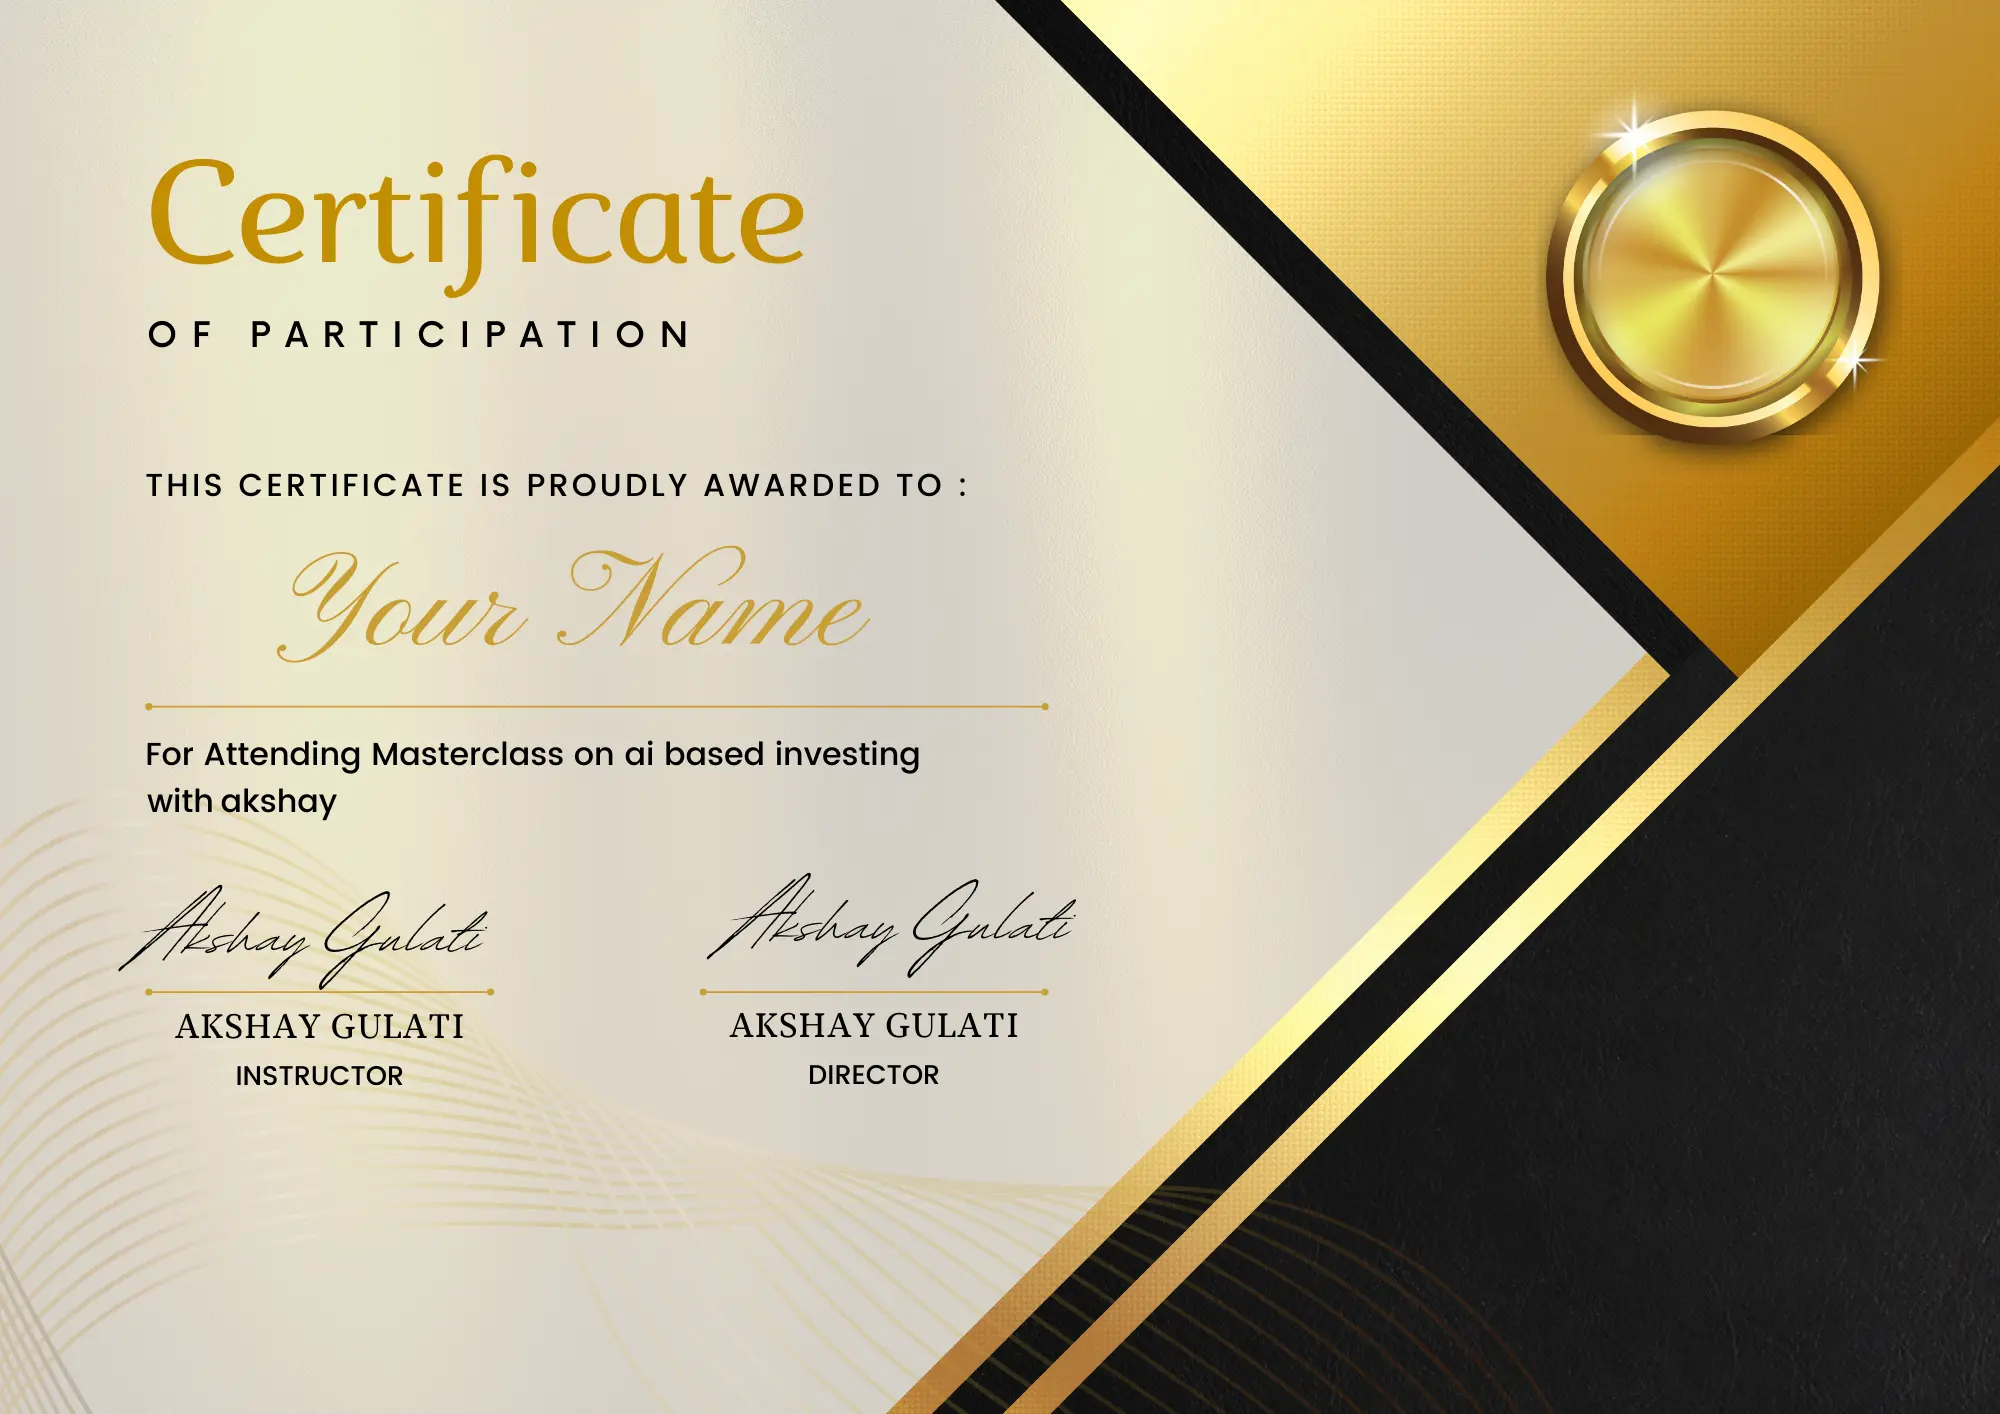 Certificate
OF PARTICIPATION
THIS CERTIFICATE IS PROUDLY AWARDED TO :
Your Name
For Attending Masterclass on ai based investing
with akshay
Akshay Gulati
Akshay Gulati
AKSHAY GULATI
AKSHAY GULATI
INSTRUCTOR
DIRECTOR